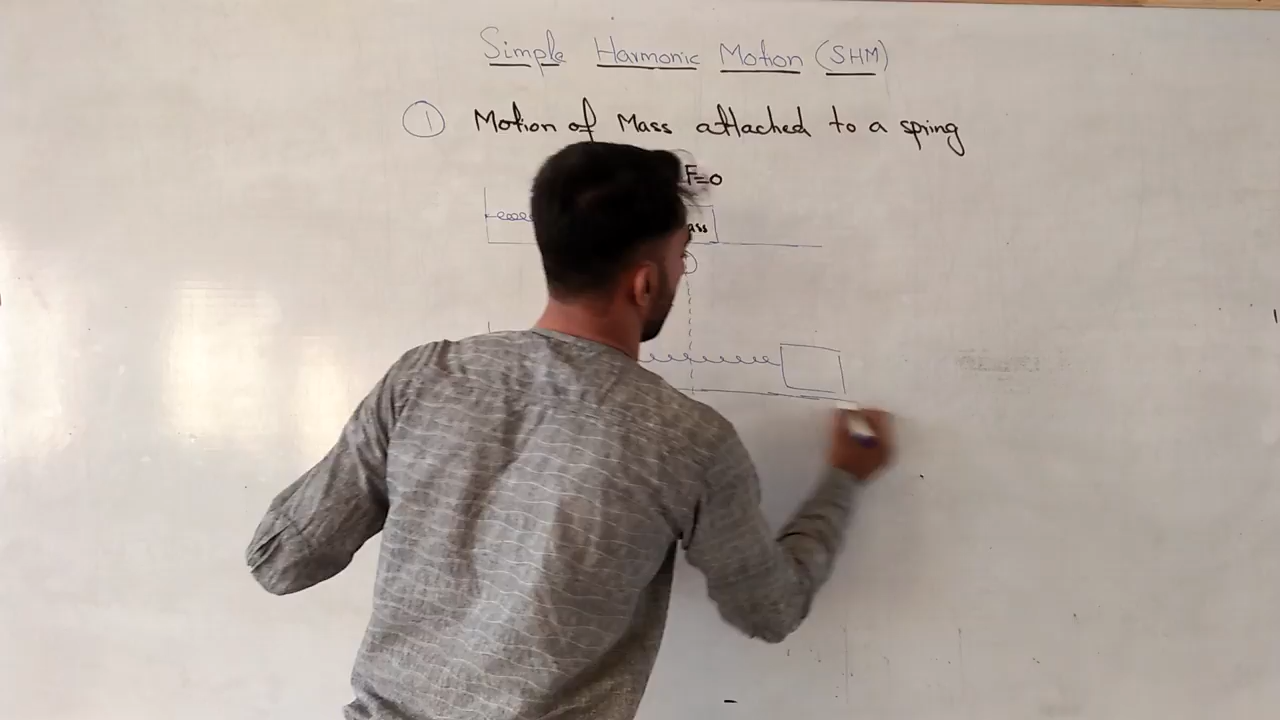 Simple Harmonic Motion (SHM)
① Motion of Mass attached to a spring
F=0